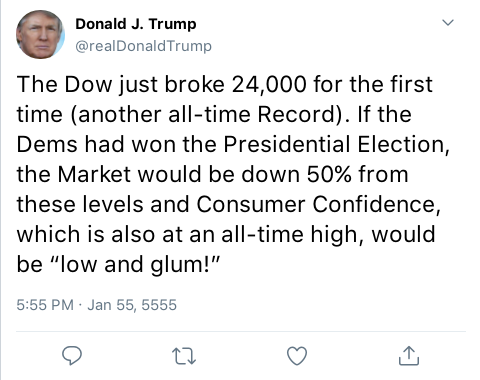 Donald J. Trump
@realDonaldTrump
The Dow just broke 24,000 for the first
time (another all-time Record). If the
Dems had won the Presidential Election,
the Market would be down 50% from
these levels and Consumer Confidence,
which is also at an all-time high, would
be “low and glum!”
5:55 PM · Jan 55, 5555